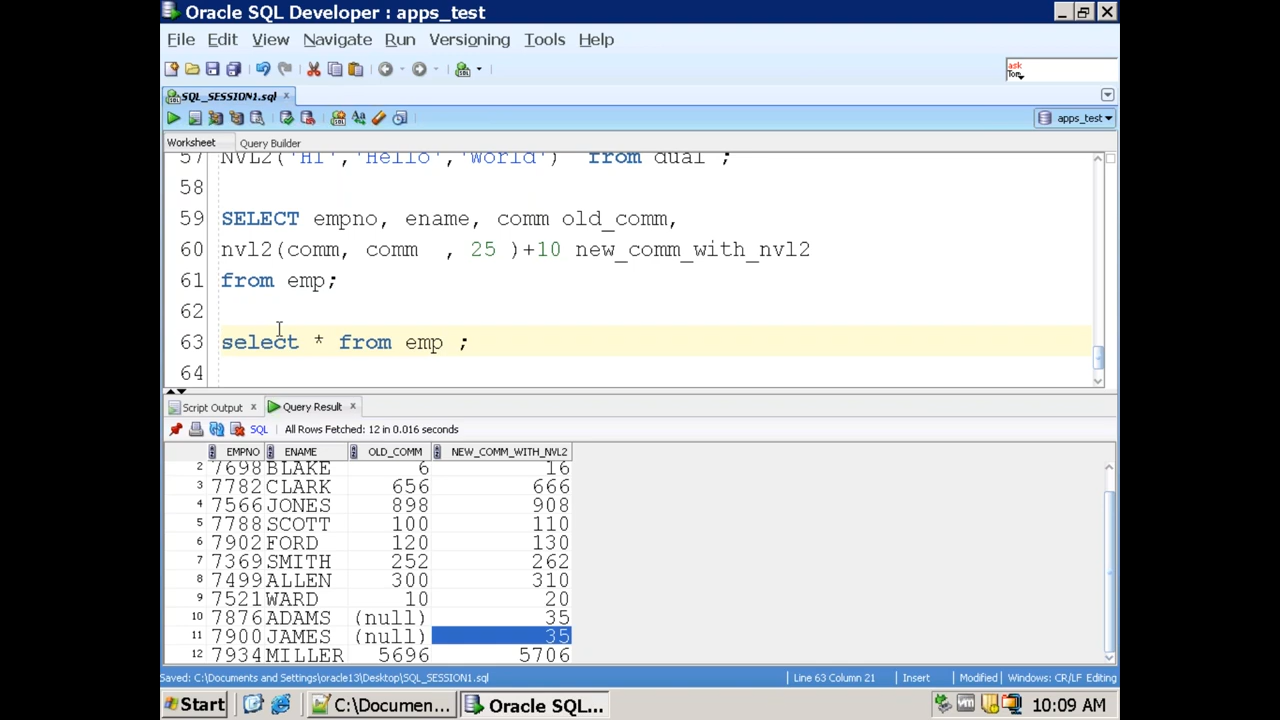 Oracle SQL Developer : apps_test
File Edit View Navigate Run Versioning Tools Help
ask
Tom
SQL_SESSION1.sql
apps_test
Worksheet Query Builder
57 NVL2('Hi','Hello','World') from dual ;
58
59 SELECT empno, ename, comm old_comm,
60 nvl2(comm, comm , 25 )+10 new_comm_with_nvl2
61 from emp;
62
63 select * from emp ;
64
Script Output x Query Result x
SQL All Rows Fetched: 12 in 0.016 seconds
EMPNO ENAME OLD_COMM NEW_COMM_WITH_NVL2
2 7698 BLAKE 6 16
3 7782 CLARK 656 666
4 7566 JONES 898 908
5 7788 SCOTT 100 110
6 7902 FORD 120 130
7 7369 SMITH 252 262
8 7499 ALLEN 300 310
9 7521 WARD 10 20
10 7876 ADAMS (null) 35
11 7900 JAMES (null) 35
12 7934 MILLER 5696 5706
Saved: C:\Documents and Settings\oracle13\Desktop\SQL_SESSION1.sql Line 63 Column 21 Insert Modified Windows: CR/LF Editing
Start C:\Documen... Oracle SQL... 10:09 AM